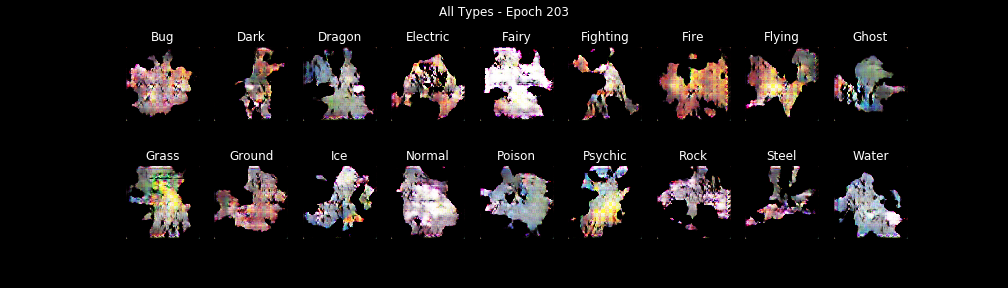 All Types - Epoch 203
Bug Dark Dragon Electric Fairy Fighting Fire Flying Ghost
Grass Ground Ice Normal Poison Psychic Rock Steel Water